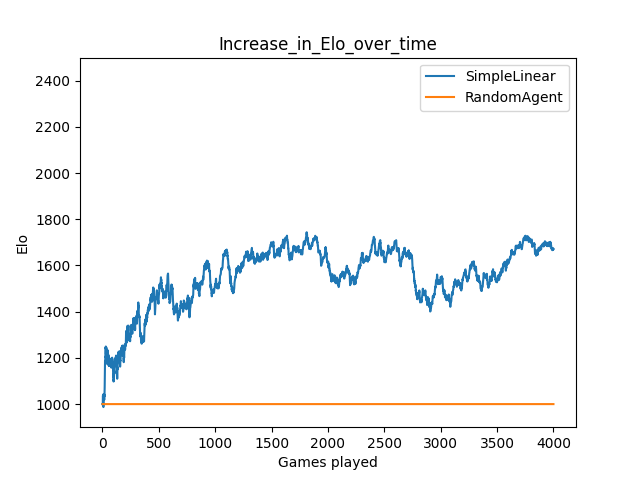 Increase_in_Elo_over_time
SimpleLinear
RandomAgent
2400
2200
2000
1800
1600
1400
1200
1000
Elo
0 500 1000 1500 2000 2500 3000 3500 4000
Games played